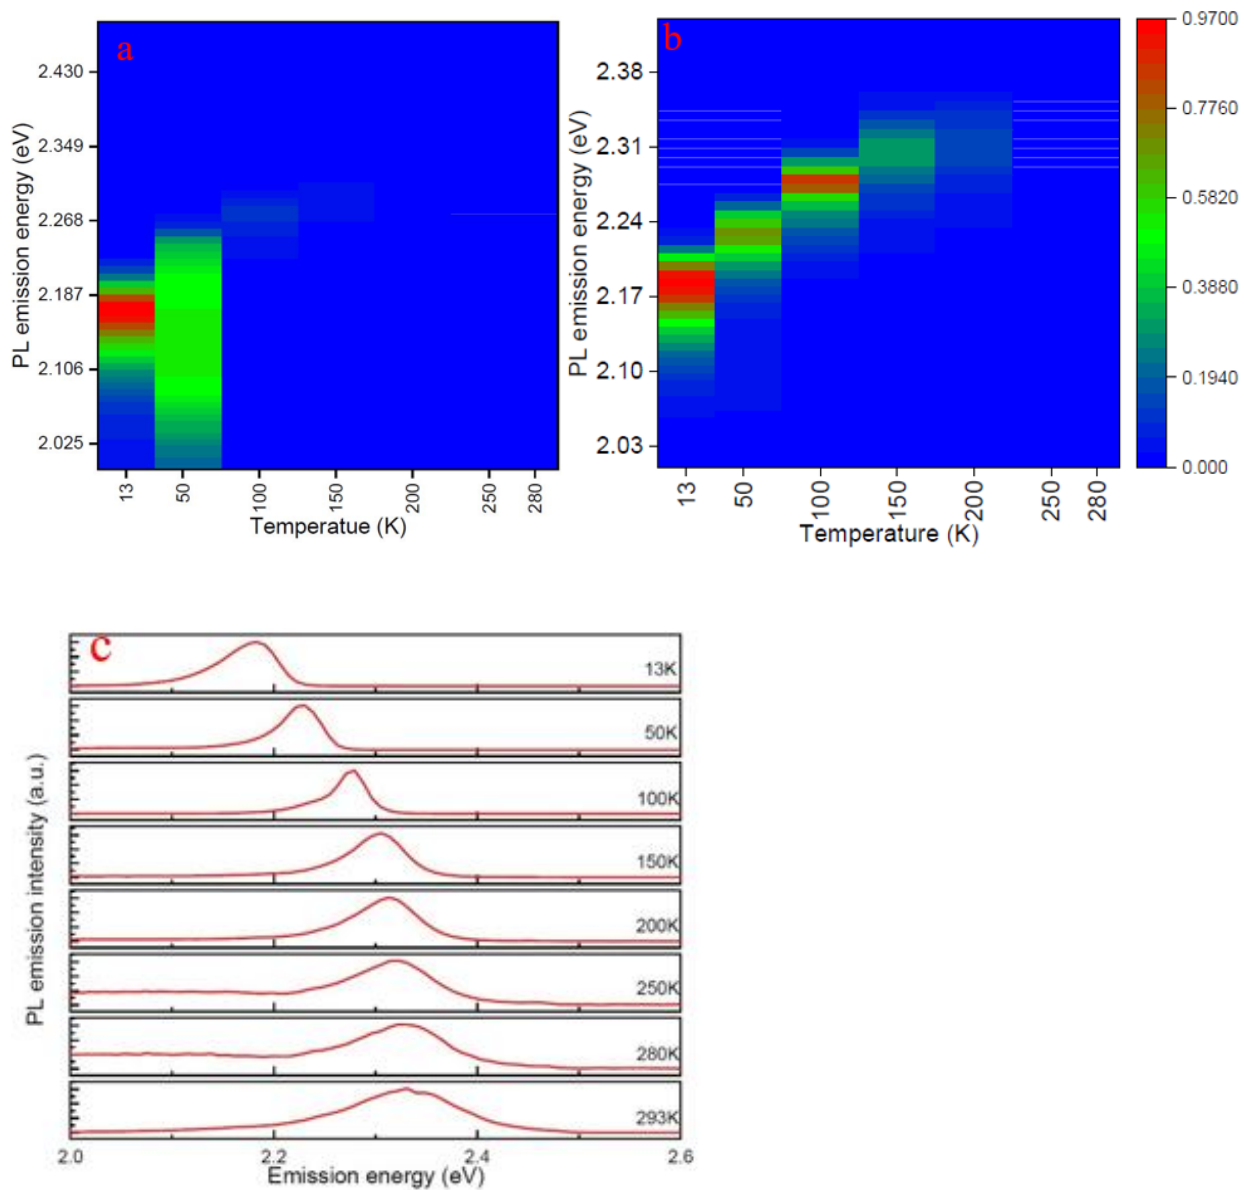 a
2.430
2.349
2.268
2.187
2.106
2.025
PL emission energy (eV)
13
50
100
150
200
250
280
Temperatue (K)
b
2.38
2.31
2.24
2.17
2.10
2.03
PL emission energy (eV)
13
50
100
150
200
250
280
Temperature (K)
0.9700
0.7760
0.5820
0.3880
0.1940
0.000
c
13K
50K
100K
150K
200K
250K
280K
293K
PL emission intensity (a.u.)
2.0
2.2
2.4
2.6
Emission energy (eV)